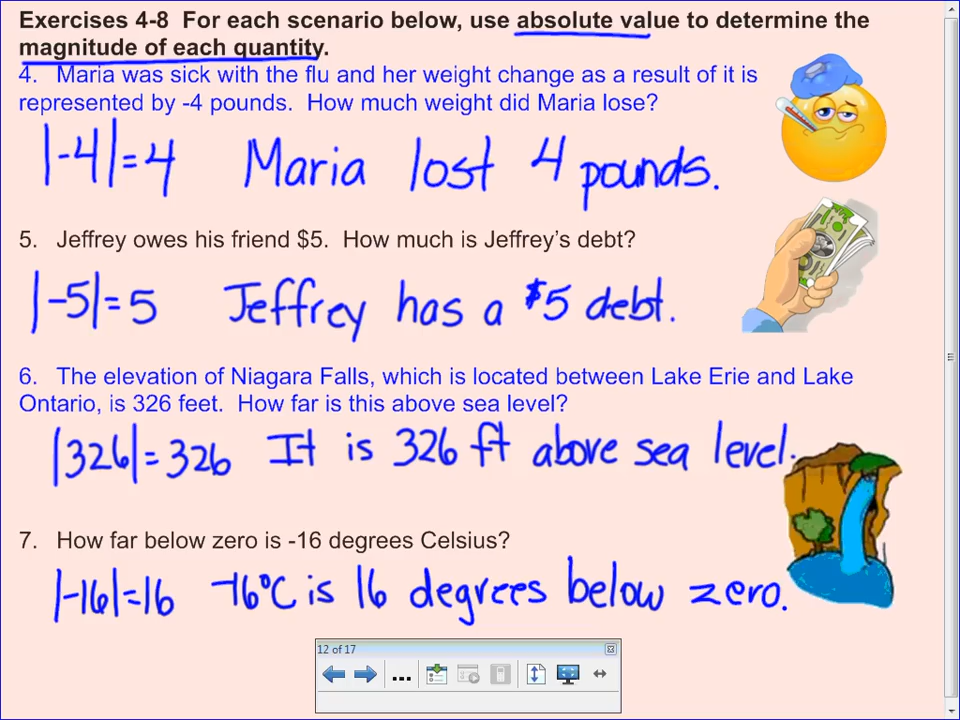 Exercises 4-8 For each scenario below, use absolute value to determine the
magnitude of each quantity.
4. Maria was sick with the flu and her weight change as a result of it is
represented by -4 pounds. How much weight did Maria lose?
|-4|=4 Maria lost 4 pounds.
5. Jeffrey owes his friend $5. How much is Jeffrey's debt?
|-5|=5 Jeffrey has a $5 debt.
6. The elevation of Niagara Falls, which is located between Lake Erie and Lake
Ontario, is 326 feet. How far is this above sea level?
|326|=326 It is 326 ft above sea level.
7. How far below zero is -16 degrees Celsius?
|-16|=16 -16°C is 16 degrees below zero.
12 of 17